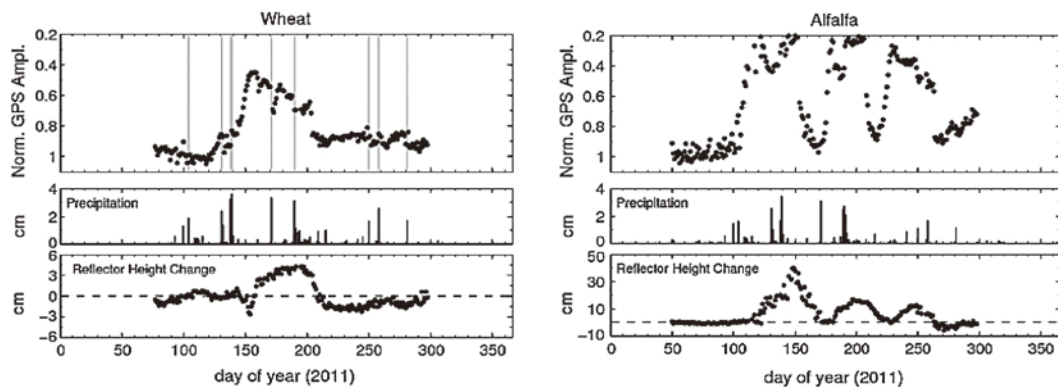 Wheat
Norm. GPS Ampl.
0.2
0.4
0.6
0.8
1
Precipitation
cm
4
2
0
Reflector Height Change
cm
6
3
0
−3
−6
0 50 100 150 200 250 300 350
day of year (2011)
Alfalfa
Norm. GPS Ampl.
0.2
0.4
0.6
0.8
1
Precipitation
cm
4
2
0
Reflector Height Change
cm
50
30
10
−10
0 50 100 150 200 250 300 350
day of year (2011)